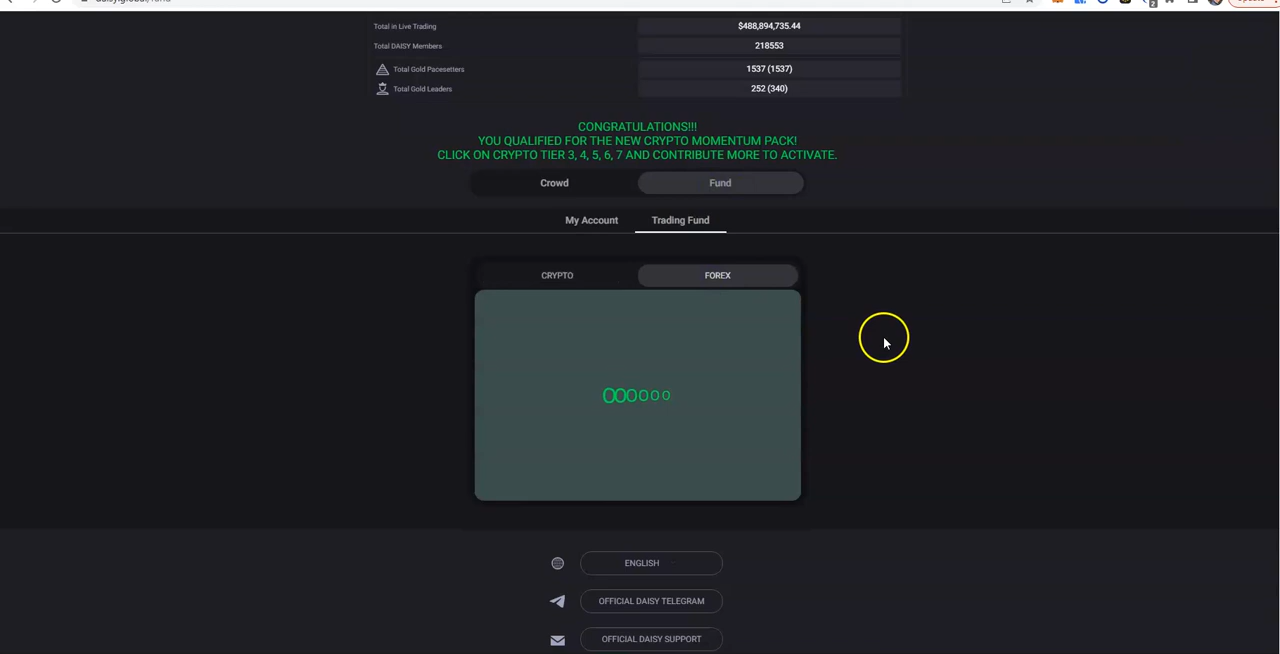 Total in Live Trading $488,894,735.44
Total DAISY Members 218553
Total Gold Pacesetters 1537 (1537)
Total Gold Leaders 252 (340)
CONGRATULATIONS!!!
YOU QUALIFIED FOR THE NEW CRYPTO MOMENTUM PACK!
CLICK ON CRYPTO TIER 3, 4, 5, 6, 7 AND CONTRIBUTE MORE TO ACTIVATE.
Crowd Fund
My Account Trading Fund
CRYPTO FOREX
ENGLISH
OFFICIAL DAISY TELEGRAM
OFFICIAL DAISY SUPPORT